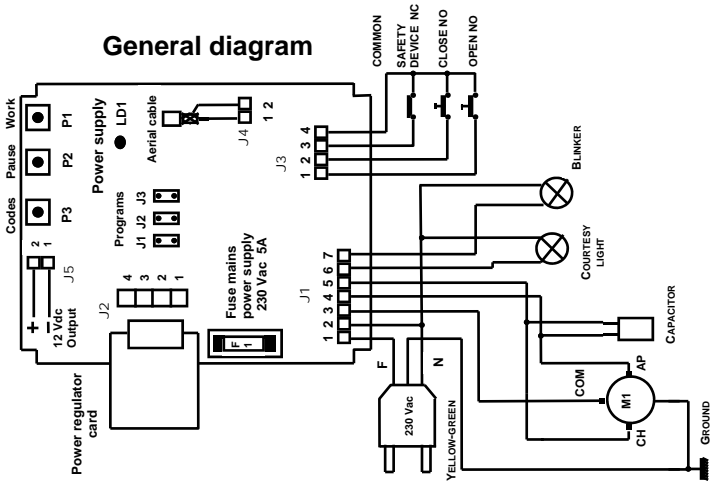 General diagram
Work
P1
Pause
P2
Codes
P3
Power supply
LD1
Aerial cable
1 2
J4
Programs
J1 J2 J3
2 1
J5
+
–
12 Vdc
Output
J2
4 3 2 1
Fuse mains
power supply
230 Vac 5A
F 1
Power regulator
card
J3
1 2 3 4
COMMON
SAFETY
DEVICE NC
CLOSE NO
OPEN NO
J1
1 2 3 4 5 6 7
BLINKER
COURTESY
LIGHT
CAPACITOR
F
N
230 Vac
YELLOW-GREEN
COM
AP
M1
CH
GROUND